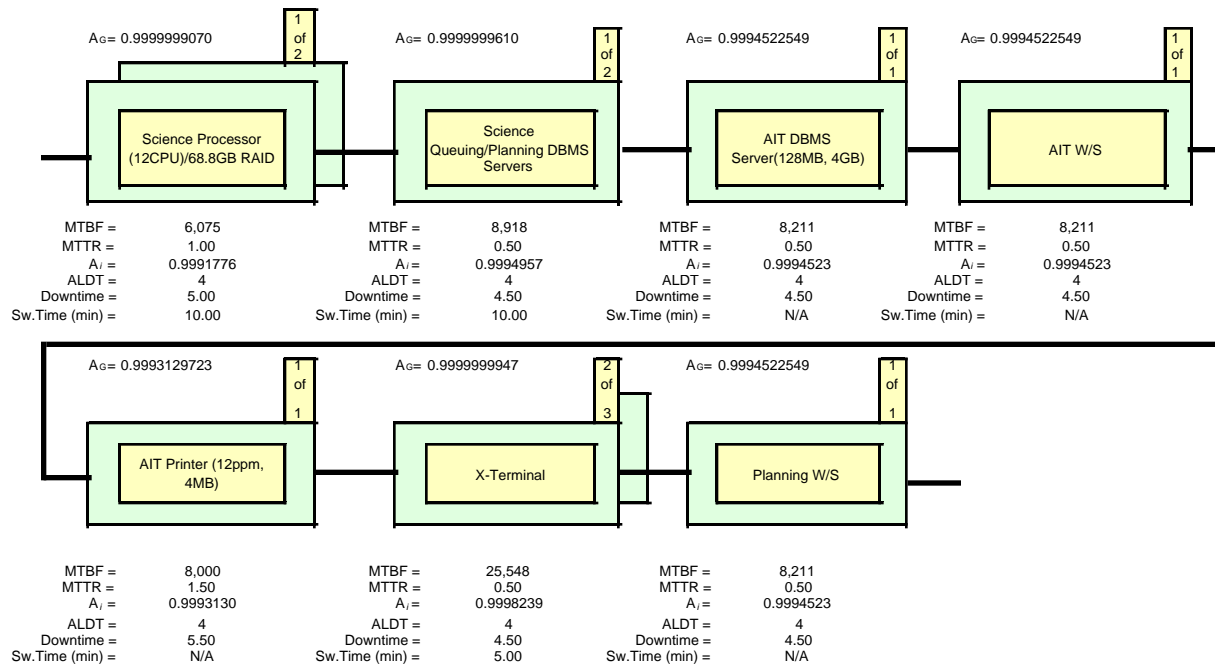 AG= 0.9999999070
1
of
2
AG= 0.9999999610
1
of
2
AG= 0.9994522549
1
of
1
AG= 0.9994522549
1
of
1
Science Processor
(12CPU)/68.8GB RAID
Science
Queuing/Planning DBMS
Servers
AIT DBMS
Server(128MB, 4GB)
AIT W/S
MTBF = 6,075
MTTR = 1.00
Ai = 0.9991776
ALDT = 4
Downtime = 5.00
Sw.Time (min) = 10.00
MTBF = 8,918
MTTR = 0.50
Ai = 0.9994957
ALDT = 4
Downtime = 4.50
Sw.Time (min) = 10.00
MTBF = 8,211
MTTR = 0.50
Ai = 0.9994523
ALDT = 4
Downtime = 4.50
Sw.Time (min) = N/A
MTBF = 8,211
MTTR = 0.50
Ai = 0.9994523
ALDT = 4
Downtime = 4.50
Sw.Time (min) = N/A
AG= 0.9993129723
1
of
1
AG= 0.9999999947
2
of
3
AG= 0.9994522549
1
of
1
AIT Printer (12ppm,
4MB)
X-Terminal
Planning W/S
MTBF = 8,000
MTTR = 1.50
Ai = 0.9993130
ALDT = 4
Downtime = 5.50
Sw.Time (min) = N/A
MTBF = 25,548
MTTR = 0.50
Ai = 0.9998239
ALDT = 4
Downtime = 4.50
Sw.Time (min) = 5.00
MTBF = 8,211
MTTR = 0.50
Ai = 0.9994523
ALDT = 4
Downtime = 4.50
Sw.Time (min) = N/A